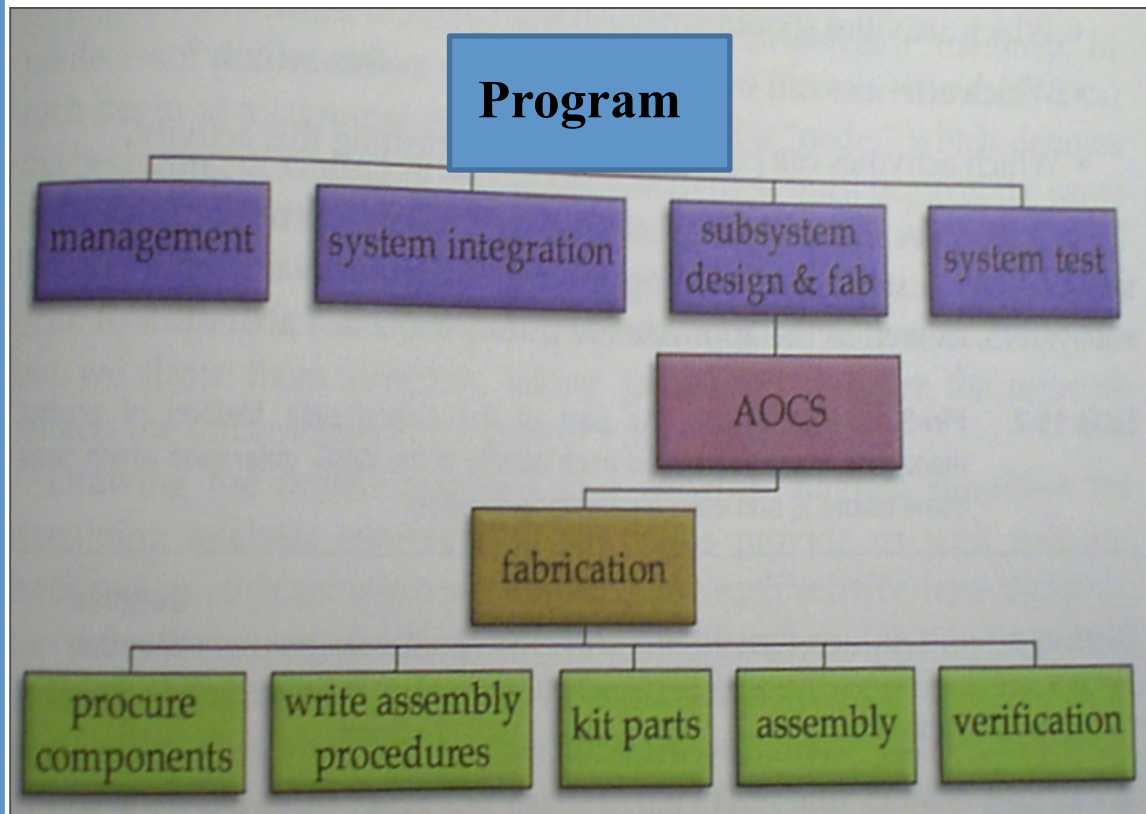 Program
management
system integration
subsystem
design & fab
system test
AOCS
fabrication
procure
components
write assembly
procedures
kit parts
assembly
verification